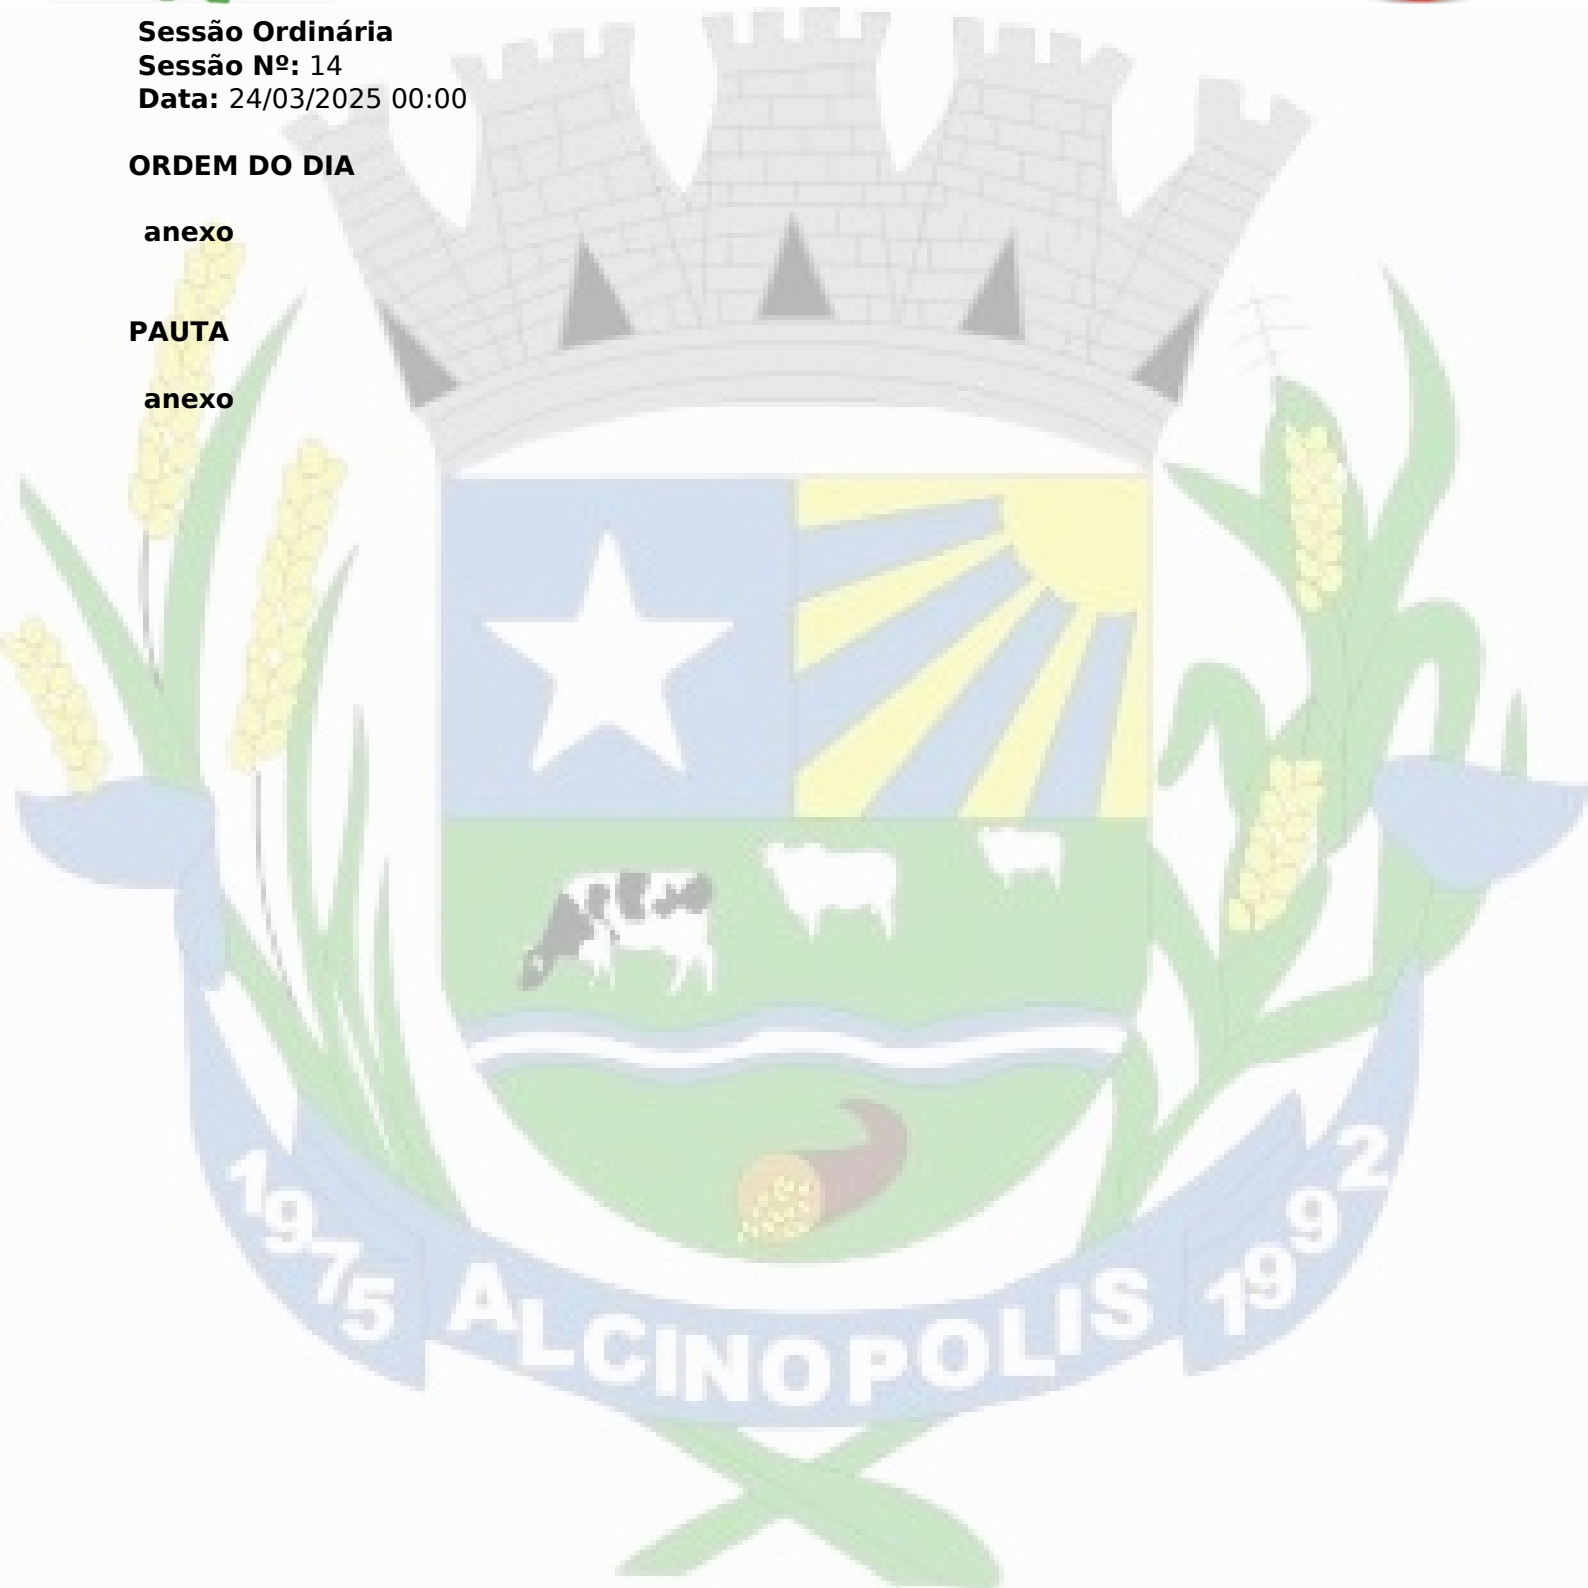 Sessão Ordinária
Sessão Nº: 14
Data: 24/03/2025 00:00
ORDEM DO DIA
anexo
PAUTA
anexo
1975 ALCINOPOLIS 1992